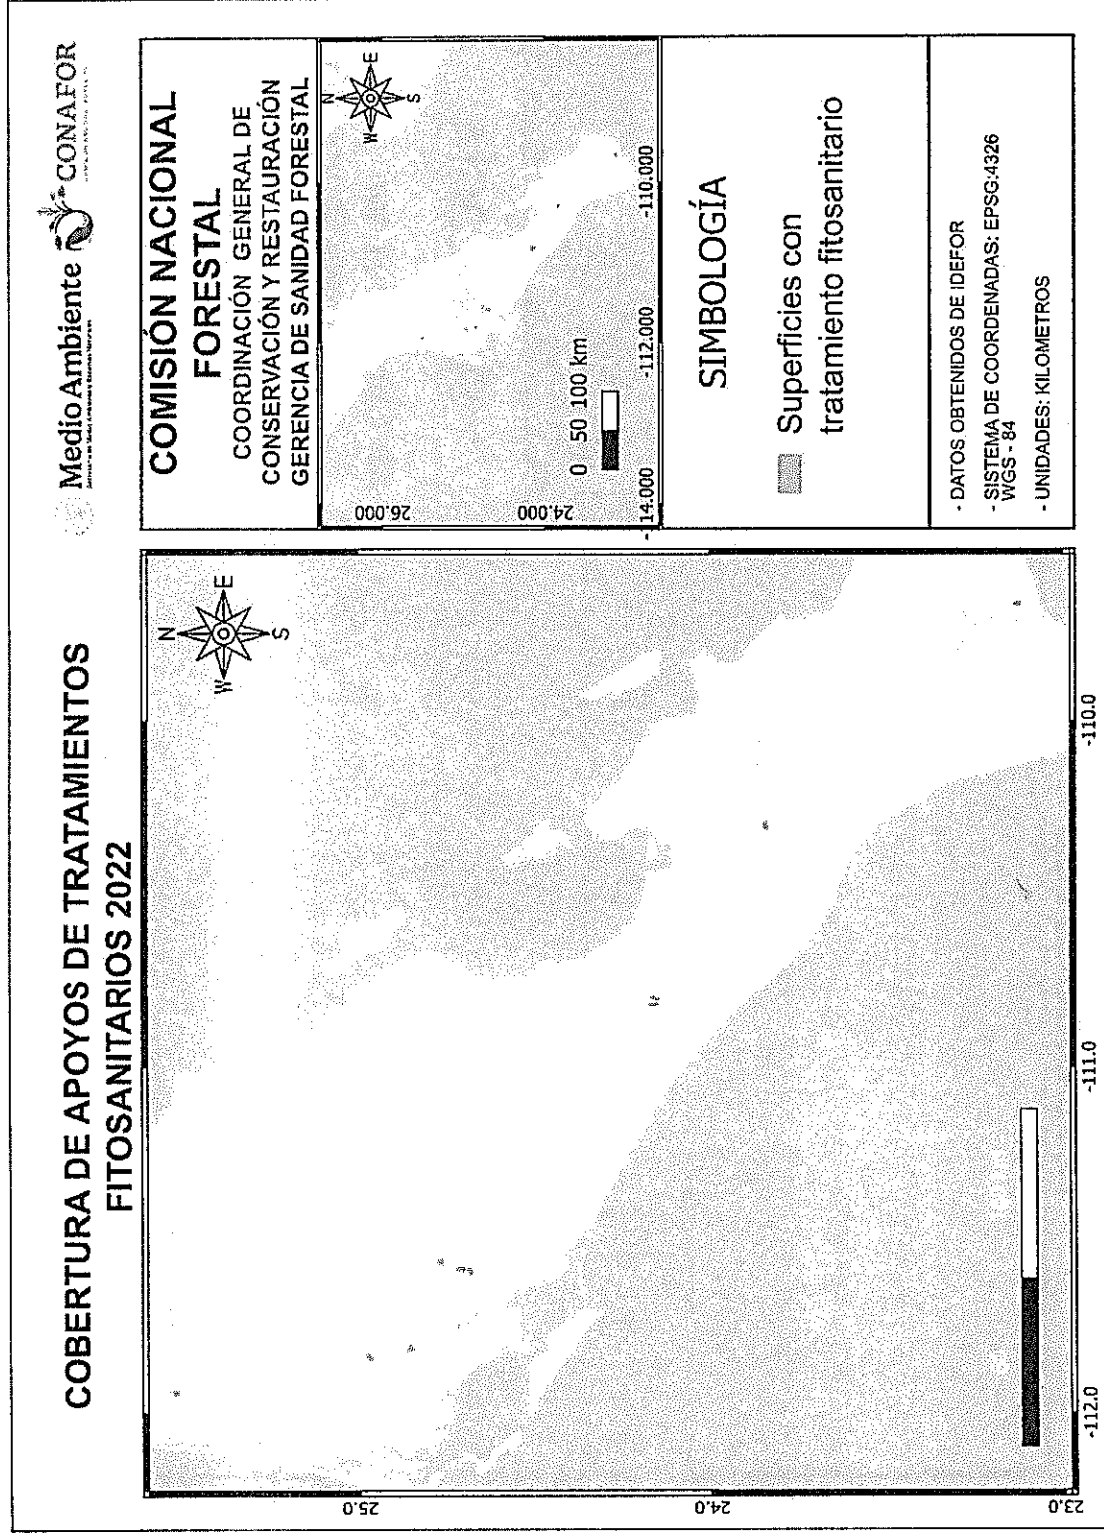 COBERTURA DE APOYOS DE TRATAMIENTOS
FITOSANITARIOS 2022
Medio Ambiente
CONAFOR
N
W
E
S
25.0
24.0
23.0
-112.0
-111.0
-110.0
COMISIÓN NACIONAL
FORESTAL
COORDINACIÓN GENERAL DE
CONSERVACIÓN Y RESTAURACIÓN
GERENCIA DE SANIDAD FORESTAL
N
W
E
S
26.000
24.000
0 50 100 km
-114.000
-112.000
-110.000
SIMBOLOGÍA
Superficies con
tratamiento fitosanitario
- DATOS OBTENIDOS DE IDEFOR
- SISTEMA DE COORDENADAS: EPSG:4326
WGS - 84
- UNIDADES: KILOMETROS